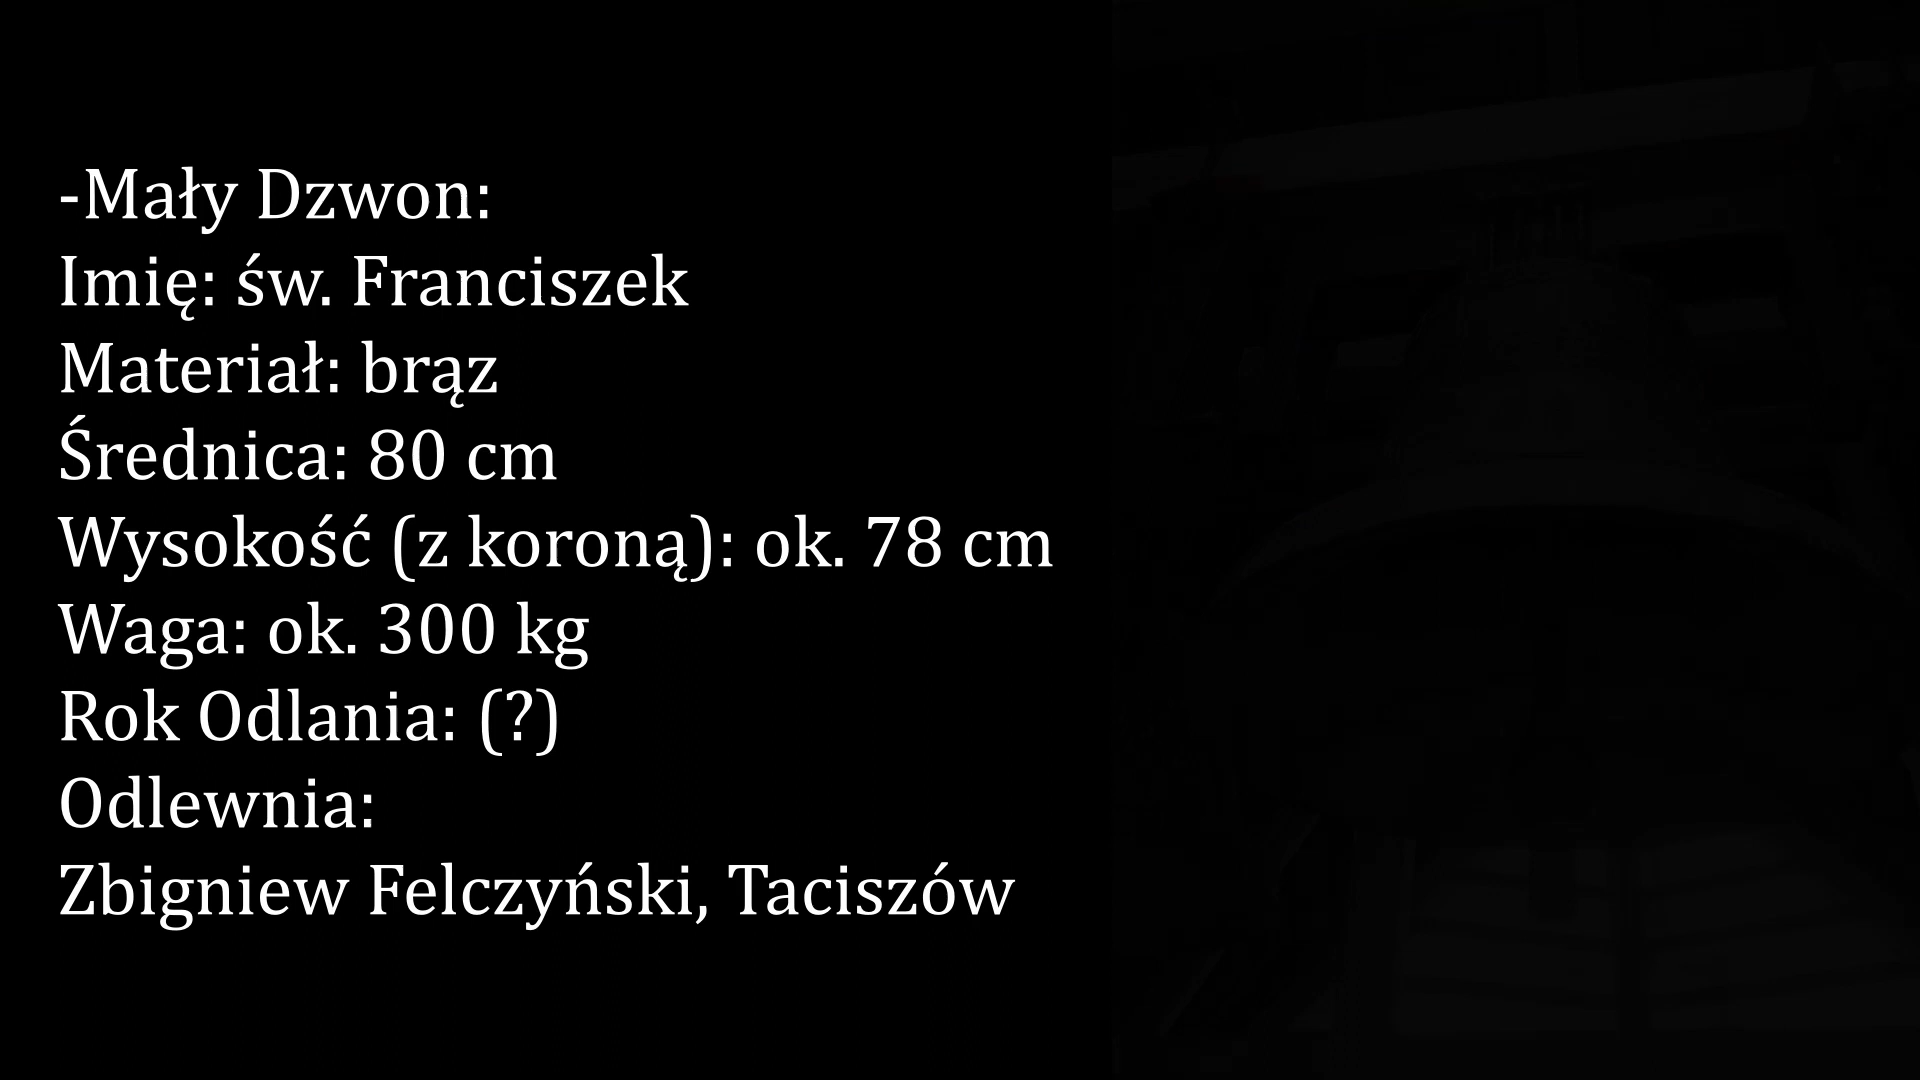 -Mały Dzwon:
Imię: św. Franciszek
Materiał: brąz
Średnica: 80 cm
Wysokość (z koroną): ok. 78 cm
Waga: ok. 300 kg
Rok Odlania: (?)
Odlewnia:
Zbigniew Felczyński, Taciszów